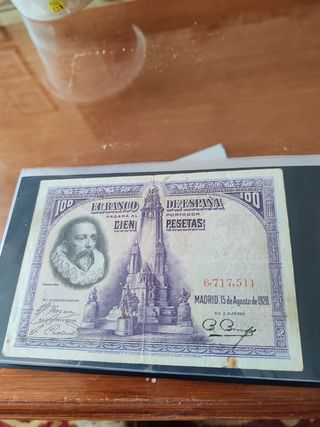 100 EL BANCO DE ESPAÑA 100
PAGARÁ AL PORTADOR
CIEN PESETAS
6,717,511
MADRID, 15 de Agosto de 1928.
EL GOBERNADOR
EL CAJERO